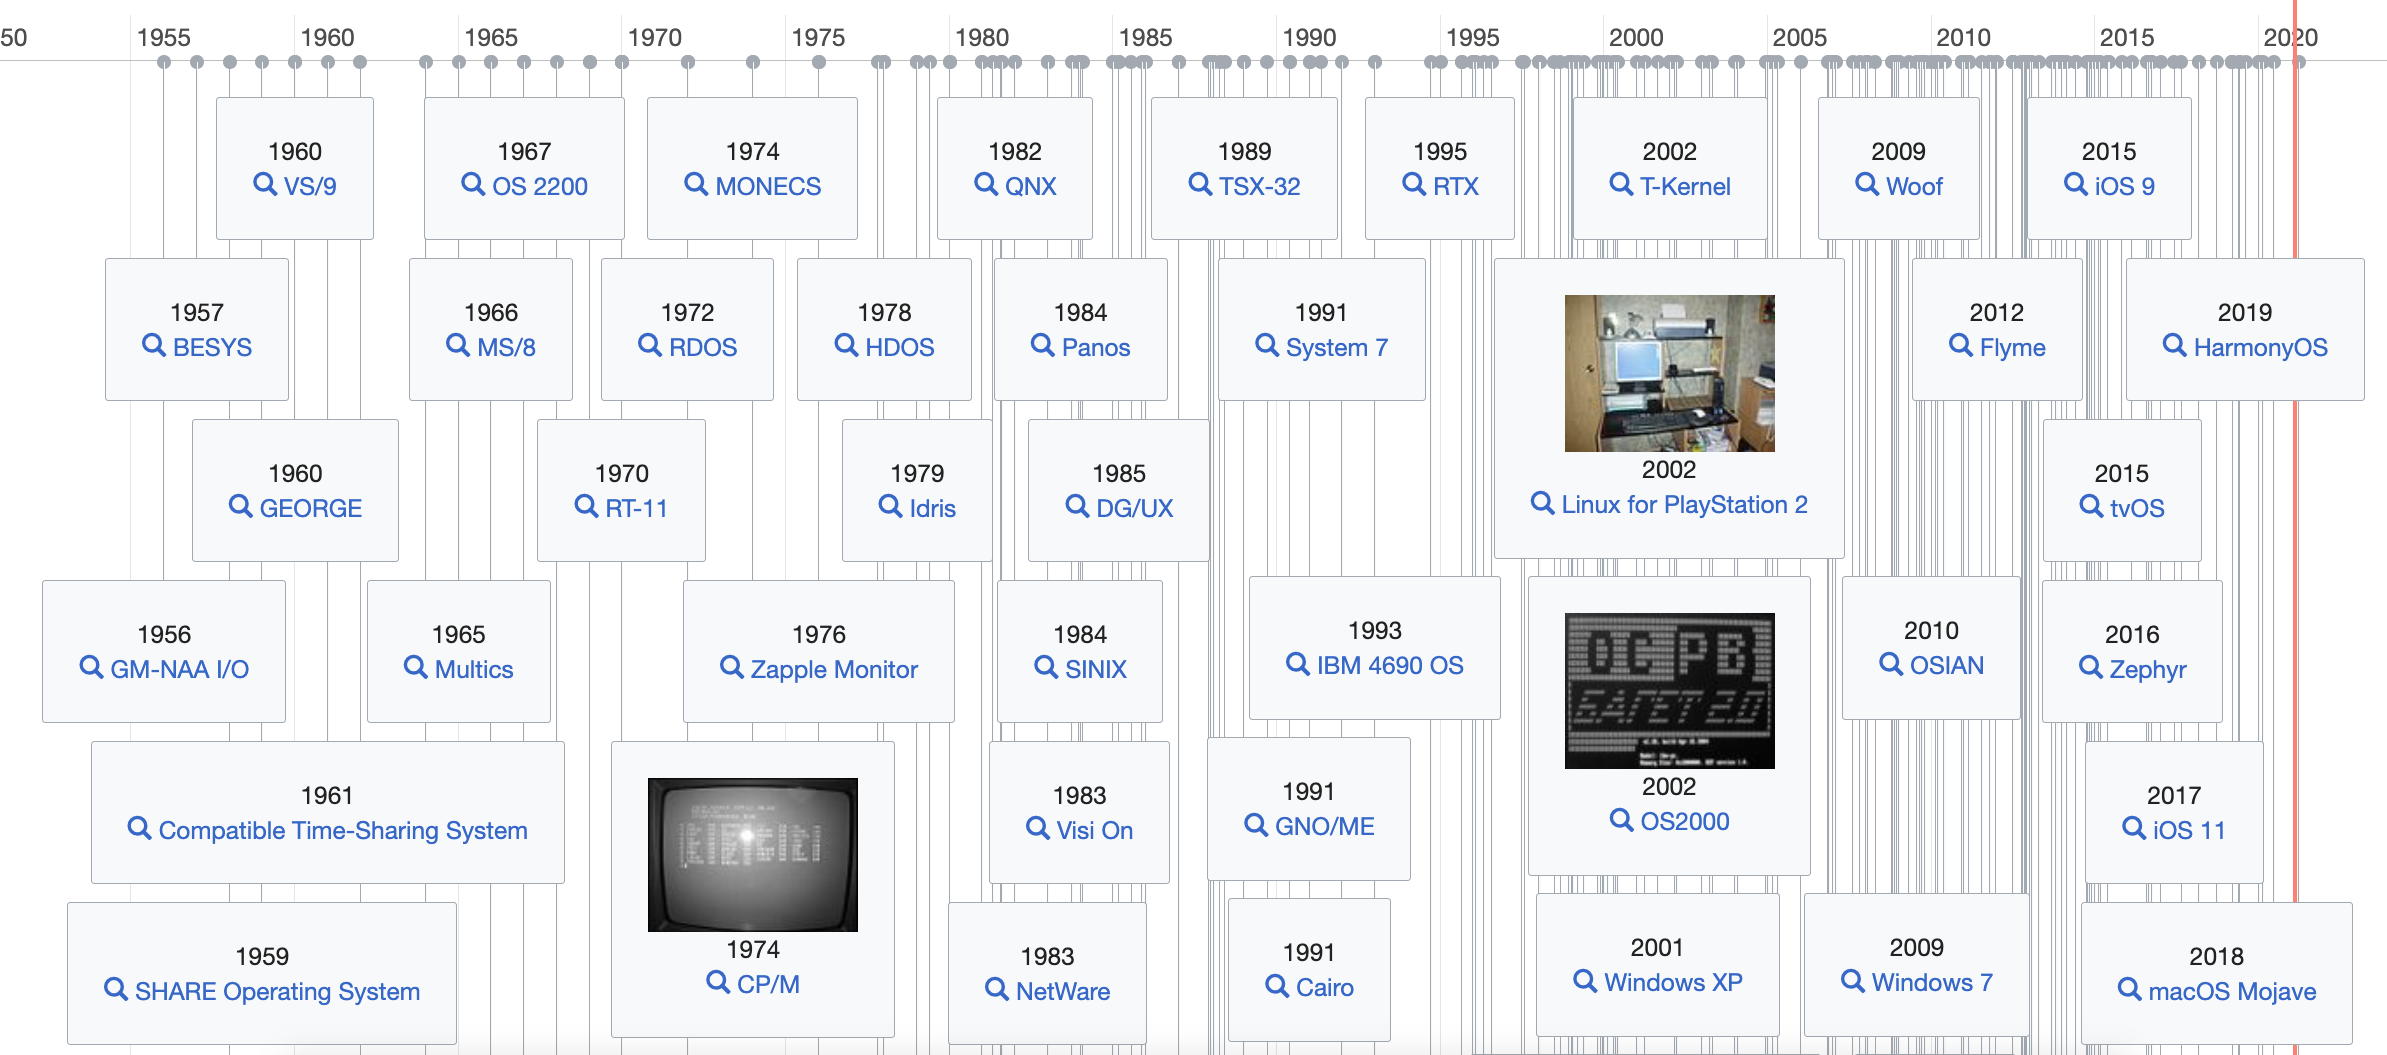 50
1955
1960
1965
1970
1975
1980
1985
1990
1995
2000
2005
2010
2015
2020
1960
VS/9
1967
OS 2200
1974
MONECS
1982
QNX
1989
TSX-32
1995
RTX
2002
T-Kernel
2009
Woof
2015
iOS 9
1957
BESYS
1966
MS/8
1972
RDOS
1978
HDOS
1984
Panos
1991
System 7
2002
Linux for PlayStation 2
2012
Flyme
2019
HarmonyOS
1960
GEORGE
1970
RT-11
1979
Idris
1985
DG/UX
2015
tvOS
1956
GM-NAA I/O
1965
Multics
1976
Zapple Monitor
1984
SINIX
1993
IBM 4690 OS
OC PB
БАГЕТ 2.0
2002
OS2000
2010
OSIAN
2016
Zephyr
1961
Compatible Time-Sharing System
1974
CP/M
1983
Visi On
1991
GNO/ME
2017
iOS 11
1959
SHARE Operating System
1983
NetWare
1991
Cairo
2001
Windows XP
2009
Windows 7
2018
macOS Mojave